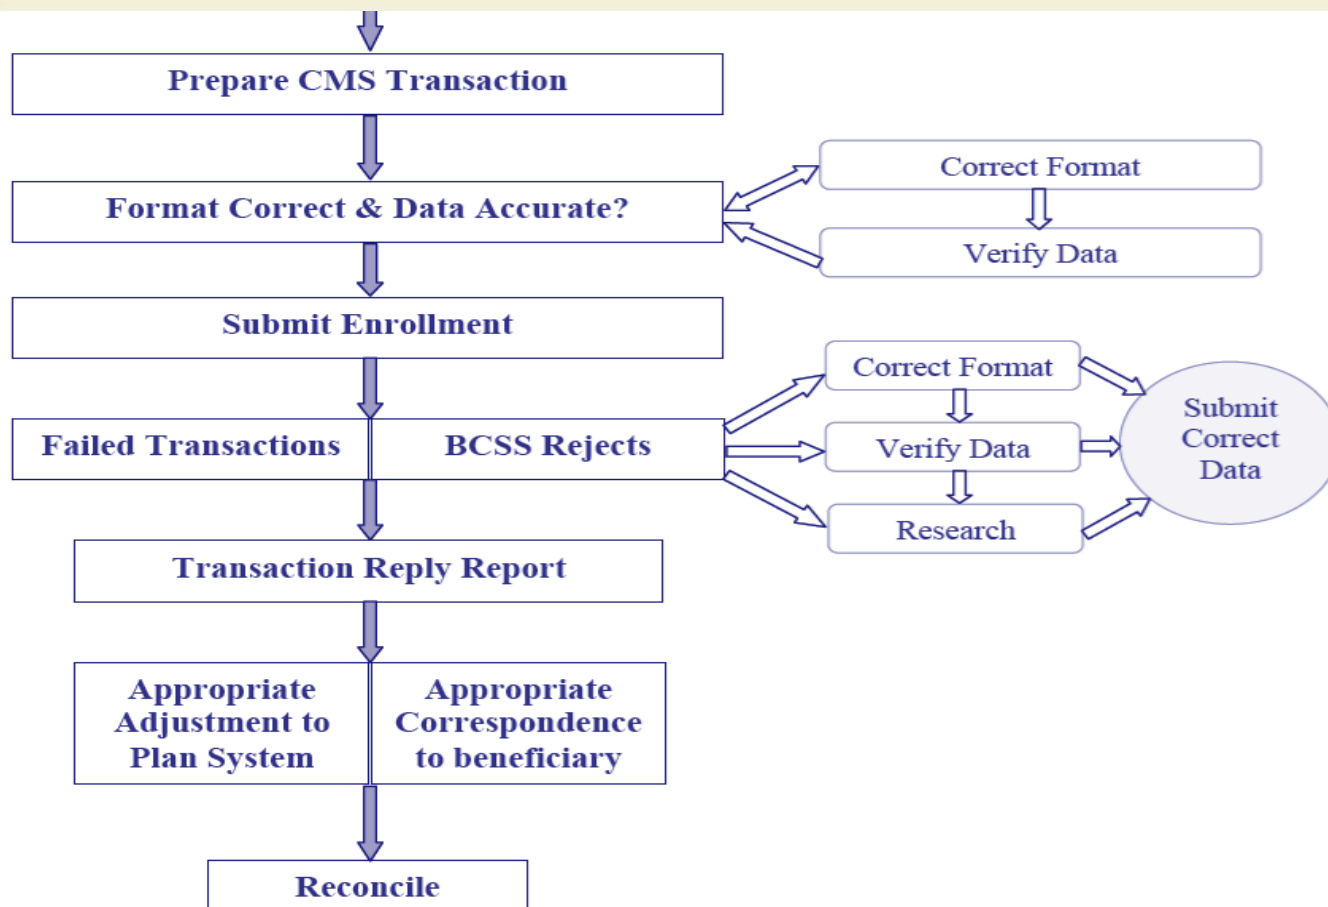 Prepare CMS Transaction
Format Correct & Data Accurate?
Correct Format
Verify Data
Submit Enrollment
Failed Transactions
BCSS Rejects
Correct Format
Verify Data
Research
Submit
Correct
Data
Transaction Reply Report
Appropriate
Adjustment to
Plan System
Appropriate
Correspondence
to beneficiary
Reconcile